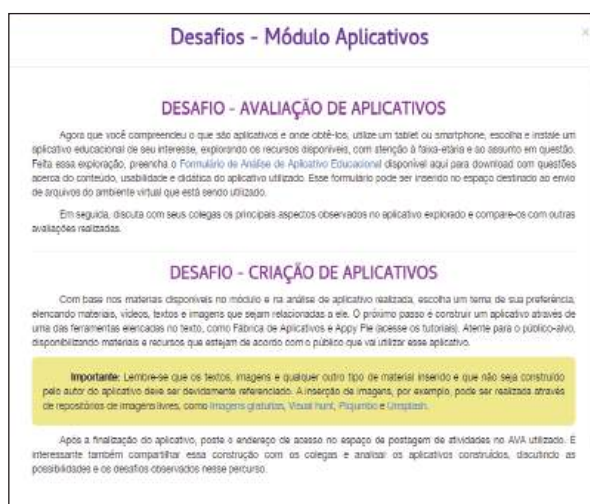 Desafios - Módulo Aplicativos
×
DESAFIO - AVALIAÇÃO DE APLICATIVOS
Agora que você compreendeu o que são aplicativos e onde obtê-los, utilize um tablet ou smartphone, escolha e instale um
aplicativo educacional de seu interesse, explorando os recursos disponíveis, com atenção à faixa-etária e ao assunto em questão.
Feita essa exploração, preencha o Formulário de Análise de Aplicativo Educacional disponível aqui para download com questões
acerca do conteúdo, usabilidade e didática do aplicativo utilizado. Esse formulário pode ser inserido no espaço destinado ao envio
de arquivos do ambiente virtual que está sendo utilizado.
Em seguida, discuta com seus colegas os principais aspectos observados no aplicativo explorado e compare-os com outras
avaliações realizadas.
DESAFIO - CRIAÇÃO DE APLICATIVOS
Com base nos materiais disponíveis no módulo e na análise de aplicativo realizada, escolha um tema de sua preferência,
elencando materiais, vídeos, textos e imagens que sejam relacionadas a ele. O próximo passo é construir um aplicativo através de
uma das ferramentas elencadas no texto, como Fábrica de Aplicativos e Appy Pie (acesse os tutoriais). Atente para o público-alvo,
disponibilizando materiais e recursos que estejam de acordo com o público que vai utilizar esse aplicativo.
Importante: Lembre-se que os textos, imagens e qualquer outro tipo de material inserido e que não seja construído
pelo autor do aplicativo deve ser devidamente referenciado. A inserção de imagens, por exemplo, pode ser realizada através
de repositórios de imagens livres, como Imagens gratuitas, Visual hunt, Piqjumbo e Unsplash.
Após a finalização do aplicativo, poste o endereço de acesso no espaço de postagem de atividades no AVA utilizado. É
interessante também compartilhar essa construção com os colegas e analisar os aplicativos construídos, discutindo as
possibilidades e os desafios observados nesse percurso.